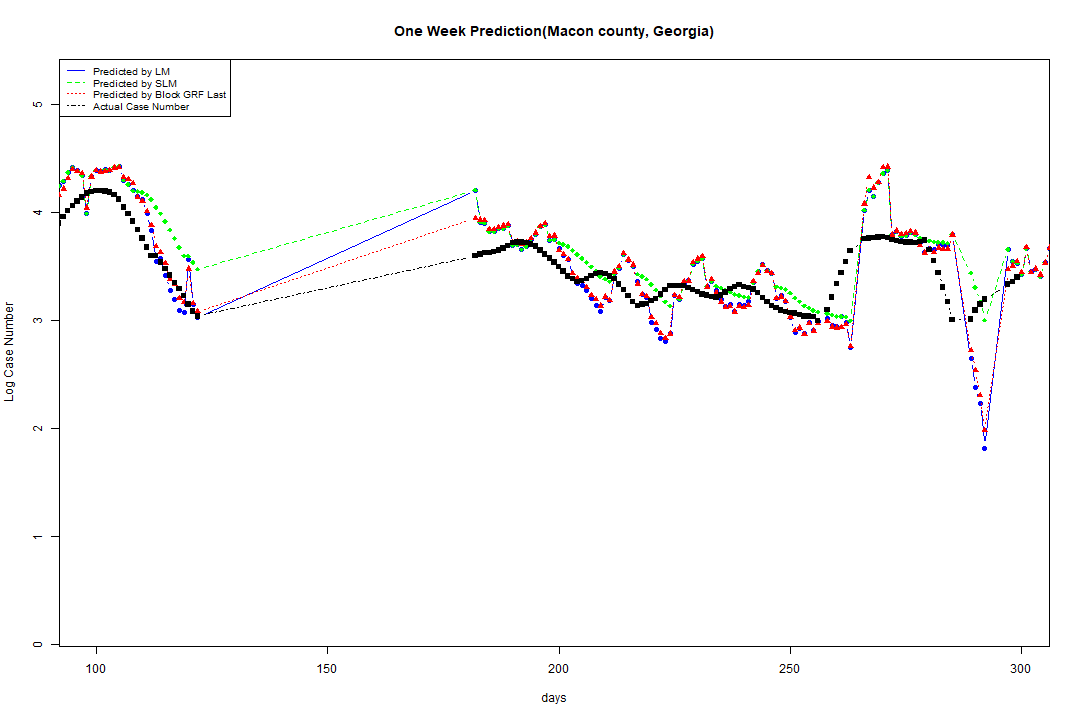 One Week Prediction(Macon county, Georgia)
Predicted by LM
Predicted by SLM
Predicted by Block GRF Last
Actual Case Number
5
4
3
2
1
0
Log Case Number
100 150 200 250 300
days